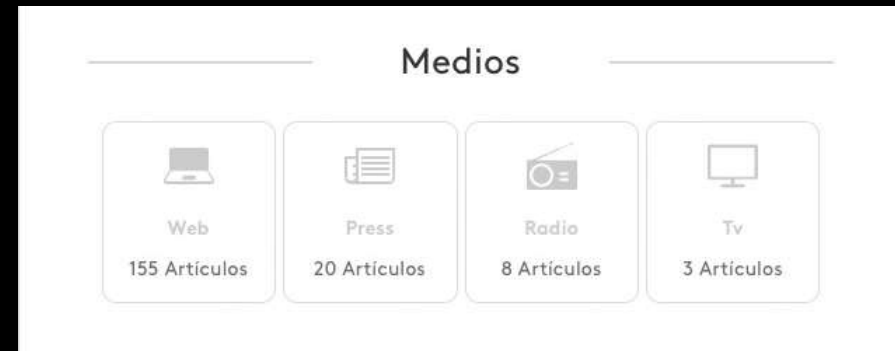 Medios
Web
Press
Radio
Tv
155 Artículos
20 Artículos
8 Artículos
3 Artículos